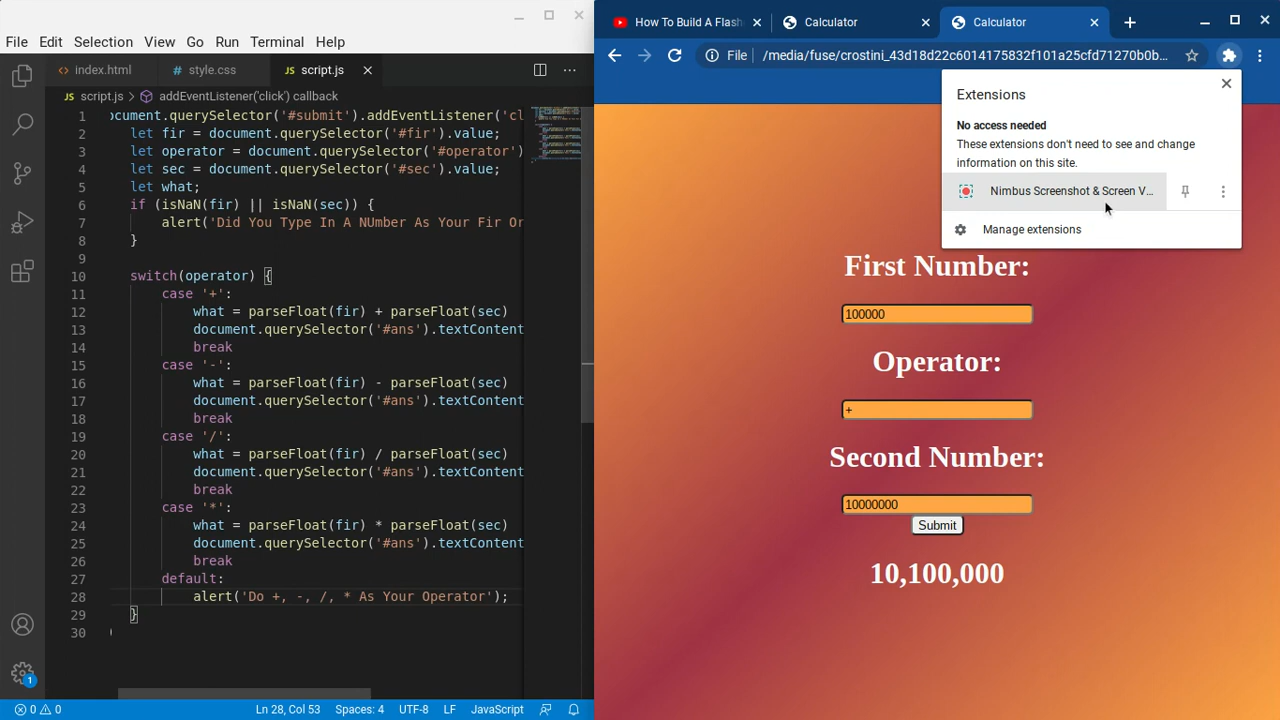 File Edit Selection View Go Run Terminal Help
index.html
# style.css
JS script.js
JS script.js > addEventListener('click') callback
1 ocument.querySelector('#submit').addEventListener('cl
2 let fir = document.querySelector('#fir').value;
3 let operator = document.querySelector('#operator')
4 let sec = document.querySelector('#sec').value;
5 let what;
6 if (isNaN(fir) || isNaN(sec)) {
7 alert('Did You Type In A NUmber As Your Fir Or
8 }
9
10 switch(operator) {
11 case '+':
12 what = parseFloat(fir) + parseFloat(sec)
13 document.querySelector('#ans').textContent
14 break
15 case '-':
16 what = parseFloat(fir) - parseFloat(sec)
17 document.querySelector('#ans').textContent
18 break
19 case '/':
20 what = parseFloat(fir) / parseFloat(sec)
21 document.querySelector('#ans').textContent
22 break
23 case '*':
24 what = parseFloat(fir) * parseFloat(sec)
25 document.querySelector('#ans').textContent
26 break
27 default:
28 alert('Do +, -, /, * As Your Operator');
29 }
30 )
0 0 Ln 28, Col 53 Spaces: 4 UTF-8 LF JavaScript
1
How To Build A Flash
Calculator
Calculator
File /media/fuse/crostini_43d18d22c6014175832f101a25cfd71270b0b...
Extensions
No access needed
These extensions don't need to see and change
information on this site.
Nimbus Screenshot & Screen V...
Manage extensions
First Number:
100000
Operator:
+
Second Number:
10000000
Submit
10,100,000